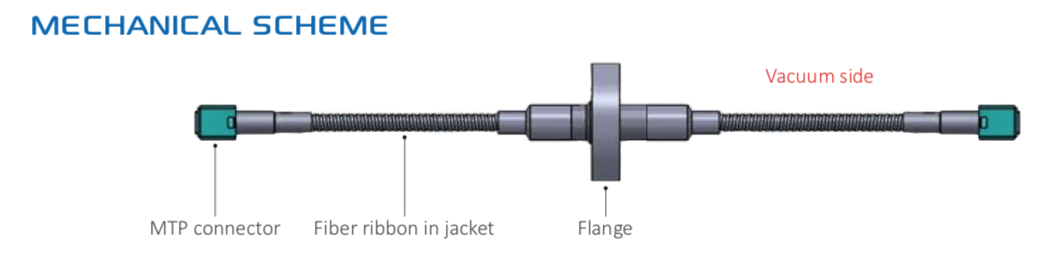 MECHANICAL SCHEME
Vacuum side
MTP connector
Fiber ribbon in jacket
Flange